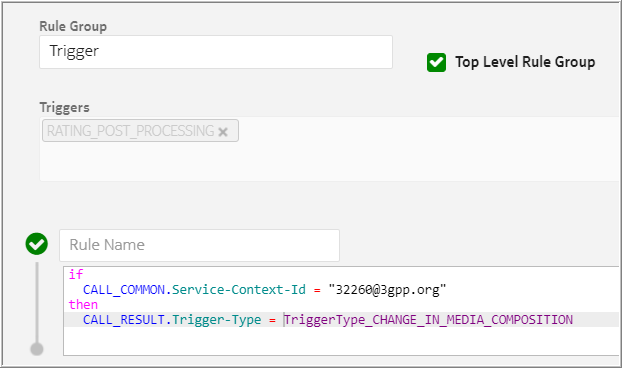 Rule Group
Trigger
Top Level Rule Group
Triggers
RATING_POST_PROCESSING ×
Rule Name
if
CALL_COMMON.Service-Context-Id = "32260@3gpp.org"
then
CALL_RESULT.Trigger-Type = TriggerType_CHANGE_IN_MEDIA_COMPOSITION